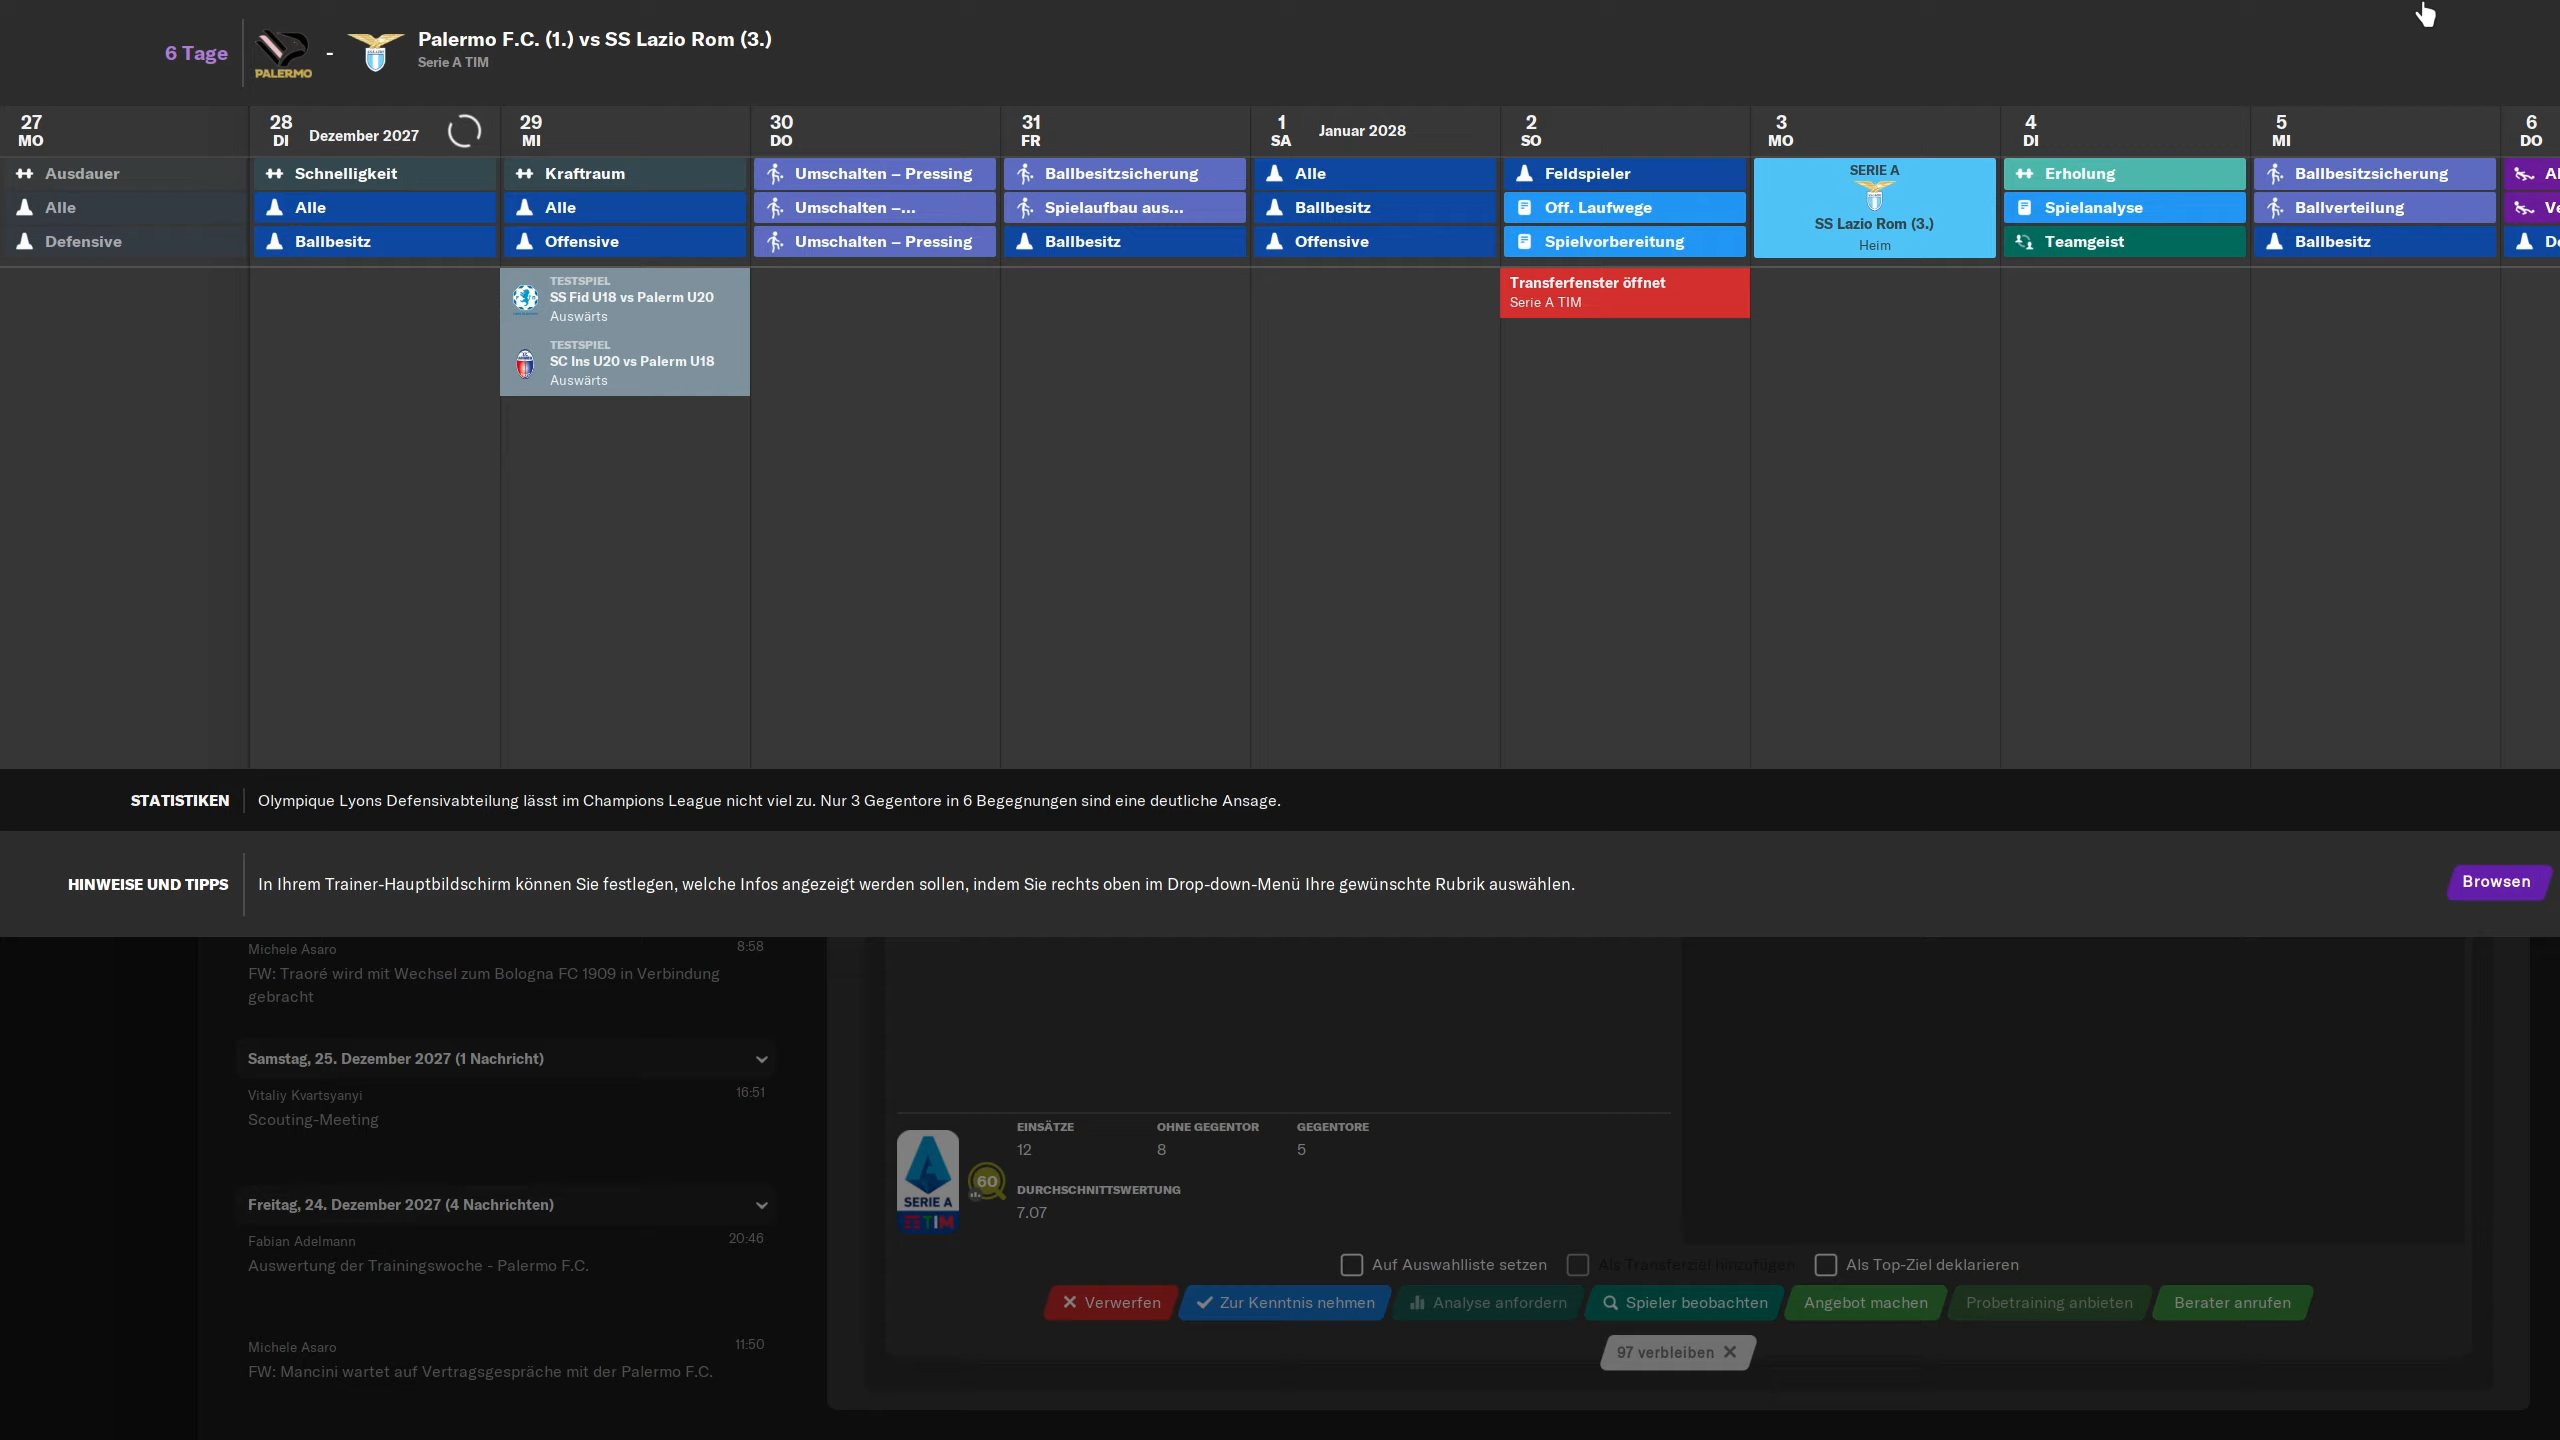 6 Tage
PALERMO
-
Palermo F.C. (1.) vs SS Lazio Rom (3.)
Serie A TIM
27
MO
28
DI
Dezember 2027
29
MI
30
DO
31
FR
1
SA
Januar 2028
2
SO
3
MO
4
DI
5
MI
6
DO
Ausdauer
Alle
Defensive
Schnelligkeit
Alle
Ballbesitz
Kraftraum
Alle
Offensive
Umschalten – Pressing
Umschalten –...
Umschalten – Pressing
Ballbesitzsicherung
Spielaufbau aus...
Ballbesitz
Alle
Ballbesitz
Offensive
Feldspieler
Off. Laufwege
Spielvorbereitung
SERIE A
SS Lazio Rom (3.)
Heim
Erholung
Spielanalyse
Teamgeist
Ballbesitzsicherung
Ballverteilung
Ballbesitz
TESTSPIEL
SS Fid U18 vs Palerm U20
Auswärts
TESTSPIEL
SC Ins U20 vs Palerm U18
Auswärts
Transferfenster öffnet
Serie A TIM
STATISTIKEN
Olympique Lyons Defensivabteilung lässt im Champions League nicht viel zu. Nur 3 Gegentore in 6 Begegnungen sind eine deutliche Ansage.
HINWEISE UND TIPPS
In Ihrem Trainer-Hauptbildschirm können Sie festlegen, welche Infos angezeigt werden sollen, indem Sie rechts oben im Drop-down-Menü Ihre gewünschte Rubrik auswählen.
Browsen
Michele Asaro
8:58
FW: Traoré wird mit Wechsel zum Bologna FC 1909 in Verbindung
gebracht
Samstag, 25. Dezember 2027 (1 Nachricht)
Vitaliy Kvartsyanyi
16:51
Scouting-Meeting
Freitag, 24. Dezember 2027 (4 Nachrichten)
Fabian Adelmann
20:46
Auswertung der Trainingswoche - Palermo F.C.
Michele Asaro
11:50
FW: Mancini wartet auf Vertragsgespräche mit der Palermo F.C.
SERIE A
TIM
60
EINSÄTZE
12
OHNE GEGENTOR
8
GEGENTORE
5
DURCHSCHNITTSWERTUNG
7.07
Auf Auswahlliste setzen
Als Transferziel hinzufügen
Als Top-Ziel deklarieren
Verwerfen
Zur Kenntnis nehmen
Analyse anfordern
Spieler beobachten
Angebot machen
Probetraining anbieten
Berater anrufen
97 verbleiben